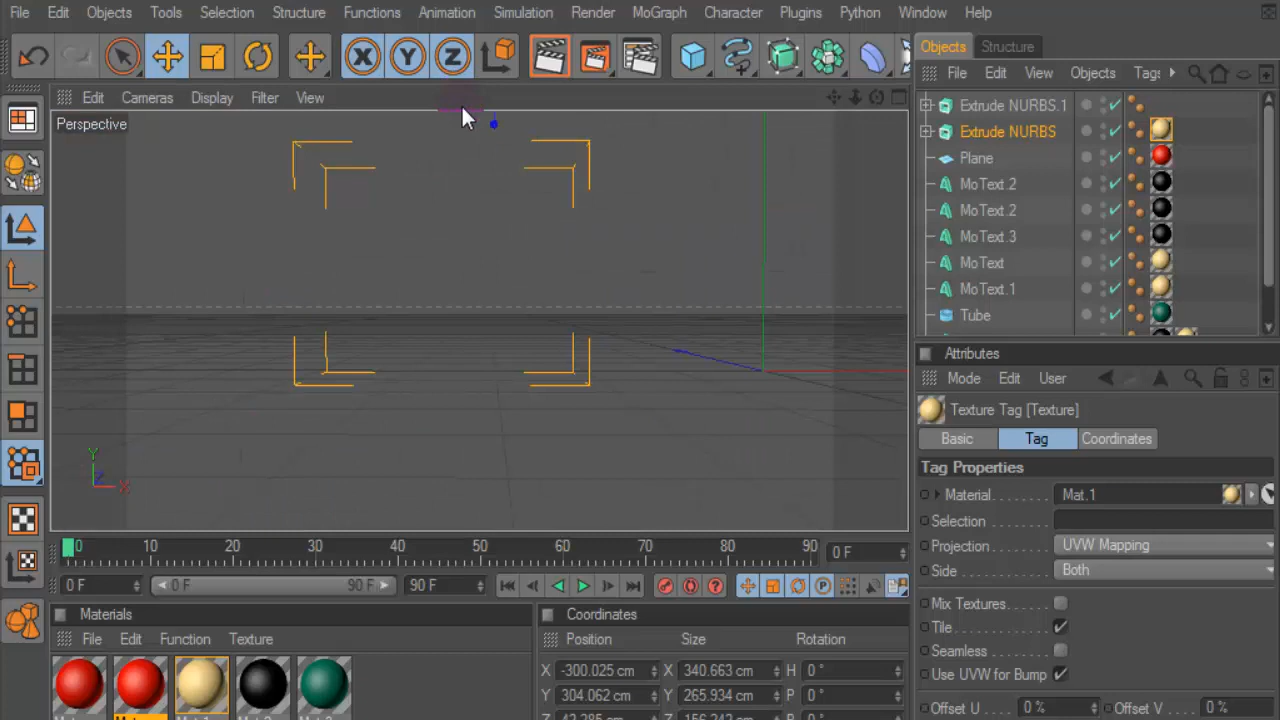 File Edit Objects Tools Selection Structure Functions Animation Simulation Render MoGraph Character Plugins Python Window Help
X Y Z
Objects Structure
File Edit View Objects Tags
Edit Cameras Display Filter View
Perspective
Extrude NURBS.1
Extrude NURBS
Plane
MoText.2
MoText.2
MoText.3
MoText
MoText.1
Tube
Y
X
Attributes
Mode Edit User
Texture Tag [Texture]
Basic Tag Coordinates
Tag Properties
Material Mat.1
Selection
Projection UVW Mapping
Side Both
Mix Textures
Tile
Seamless
Use UVW for Bump
Offset U 0 % Offset V 0 %
0 10 20 30 40 50 60 70 80 90 0 F
0 F 0 F 90 F 90 F
Materials
File Edit Function Texture
Mat.1
Coordinates
Position Size Rotation
X -300.025 cm X 340.663 cm H 0 °
Y 304.062 cm Y 265.934 cm P 0 °